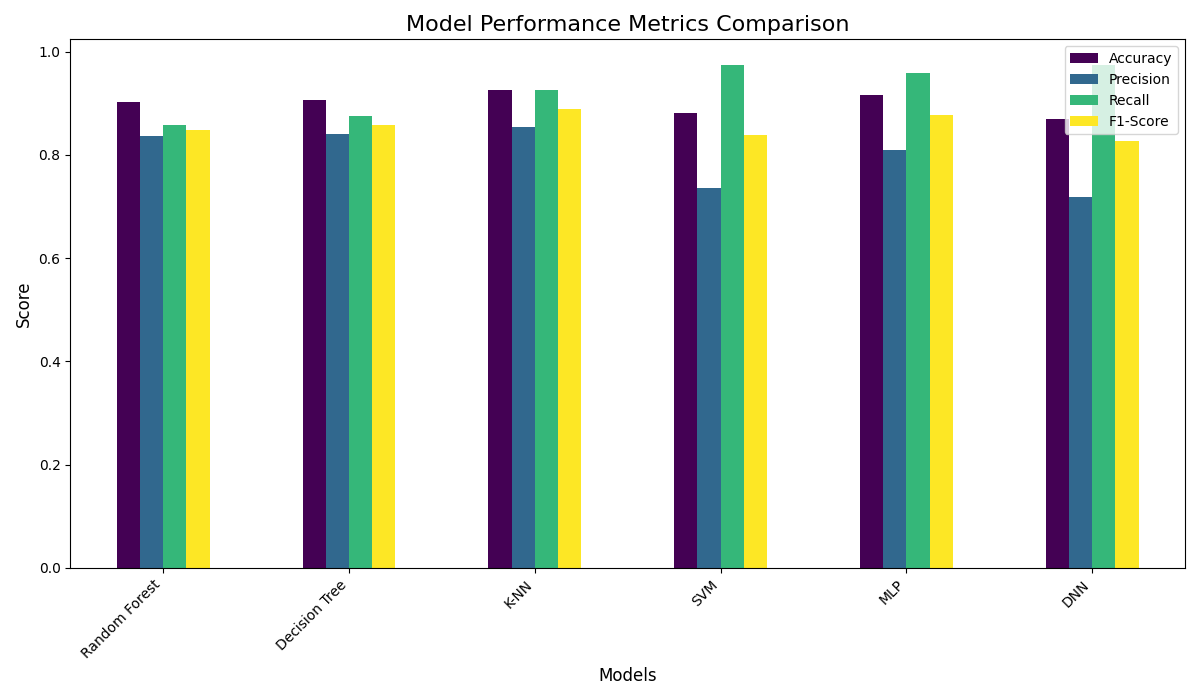 Model Performance Metrics Comparison
Accuracy
Precision
Recall
F1-Score
Score
1.0
0.8
0.6
0.4
0.2
0.0
Random Forest
Decision Tree
K-NN
SVM
MLP
DNN
Models